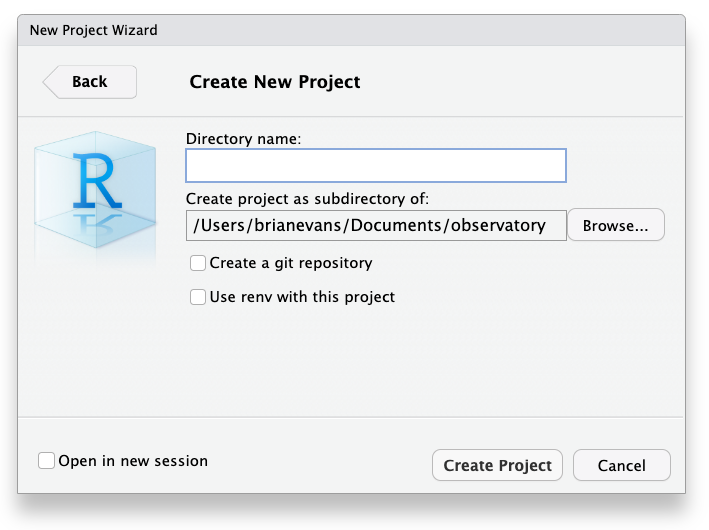 New Project Wizard
Back
Create New Project
R
Directory name:
Create project as subdirectory of:
/Users/brianevans/Documents/observatory
Browse...
Create a git repository
Use renv with this project
Open in new session
Create Project
Cancel